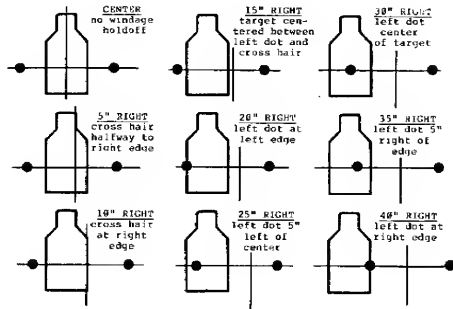 CENTER
no windage
holdoff
15" RIGHT
target cen-
tered between
left dot and
cross hair
30" RIGHT
left dot
center
of target
5" RIGHT
cross hair
halfway to
right edge
20" RIGHT
left dot at
left edge
35" RIGHT
left dot 5"
right of
edge
10" RIGHT
cross hair
at right
edge
25" RIGHT
left dot 5"
left of
center
40" RIGHT
left dot at
right edge